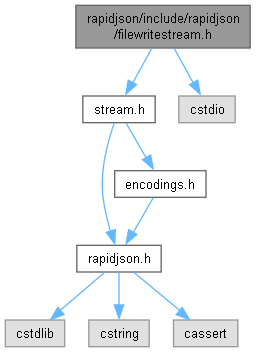 rapidjson/include/rapidjson
/filewritestream.h
stream.h
cstdio
encodings.h
rapidjson.h
cstdlib
cstring
cassert